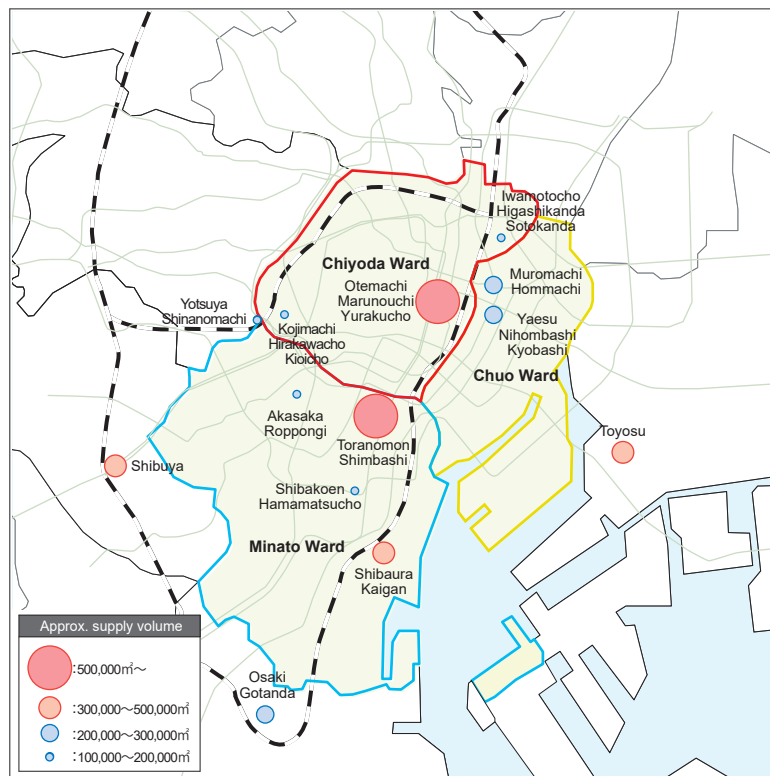 Iwamotocho
Higashikanda
Sotokanda
Chiyoda Ward
Otemachi
Marunouchi
Yurakucho
Muromachi
Hommachi
Yotsuya
Shinanomachi
Kojimachi
Hirakawacho
Kioicho
Yaesu
Nihombashi
Kyobashi
Chuo Ward
Akasaka
Roppongi
Toranomon
Shimbashi
Toyosu
Shibuya
Shibakoen
Hamamatsucho
Minato Ward
Shibaura
Kaigan
Osaki
Gotanda
Approx. supply volume
:500,000㎡～
:300,000～500,000㎡
:200,000～300,000㎡
:100,000～200,000㎡